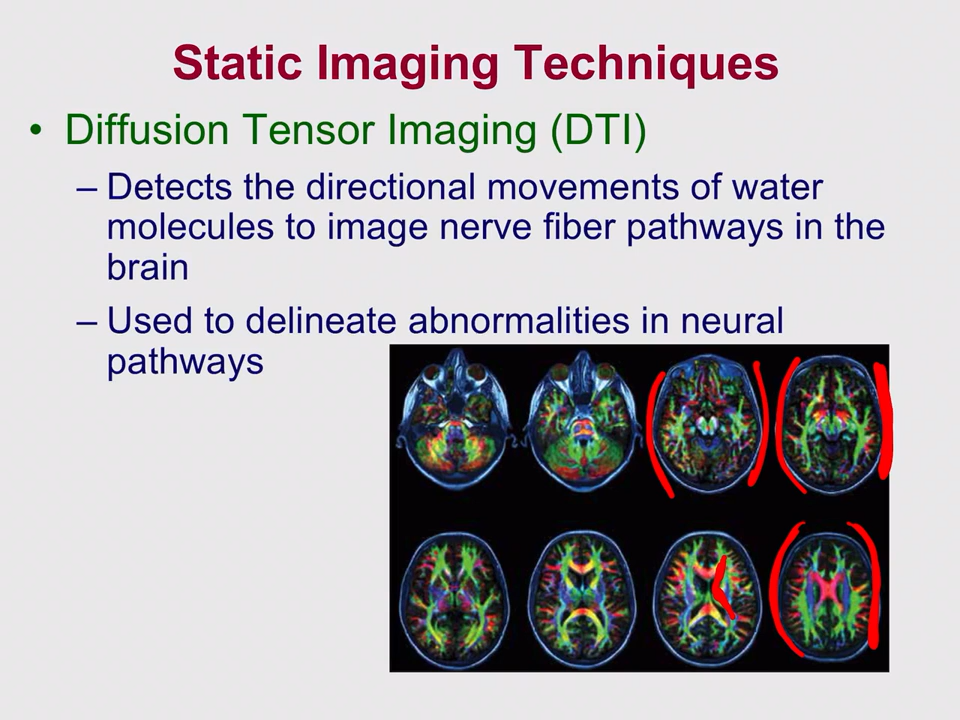 Static Imaging Techniques
• Diffusion Tensor Imaging (DTI)
– Detects the directional movements of water
molecules to image nerve fiber pathways in the
brain
– Used to delineate abnormalities in neural
pathways